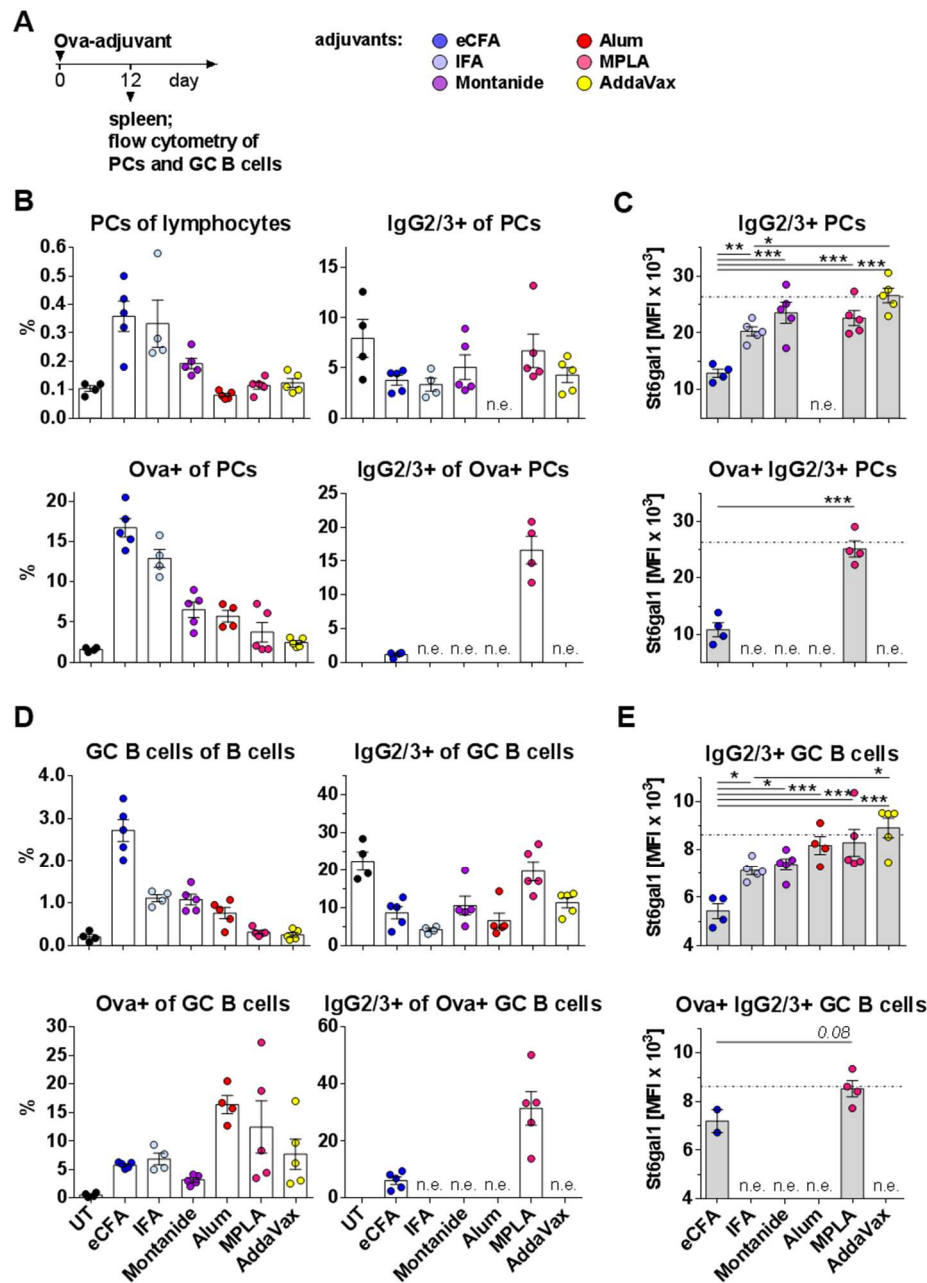 A
Ova-adjuvant
0 12 day
spleen;
flow cytometry of
PCs and GC B cells
adjuvants:
eCFA Alum
IFA MPLA
Montanide AddaVax
B
PCs of lymphocytes
%
0.6
0.5
0.4
0.3
0.2
0.1
0.0
IgG2/3+ of PCs
15
10
5
0
n.e.
C
IgG2/3+ PCs
St6gal1 [MFI x 10³]
30
20
10
** *
***
*** ***
n.e.
Ova+ of PCs
%
20
15
10
5
0
IgG2/3+ of Ova+ PCs
25
20
15
10
5
0
n.e. n.e. n.e. n.e.
Ova+ IgG2/3+ PCs
St6gal1 [MFI x 10³]
30
20
10
***
n.e. n.e. n.e. n.e.
D
GC B cells of B cells
%
4.0
3.0
2.0
1.0
0.0
IgG2/3+ of GC B cells
40
30
20
10
0
E
IgG2/3+ GC B cells
St6gal1 [MFI x 10³]
10
8
6
4
* *
* *** *** ***
Ova+ of GC B cells
%
30
25
20
15
10
5
0
UT eCFA IFA Montanide Alum MPLA AddaVax
IgG2/3+ of Ova+ GC B cells
60
40
20
0
n.e. n.e. n.e. n.e.
UT eCFA IFA Montanide Alum MPLA AddaVax
Ova+ IgG2/3+ GC B cells
St6gal1 [MFI x 10³]
10
8
6
4
0.08
n.e. n.e. n.e. n.e.
eCFA IFA Montanide Alum MPLA AddaVax